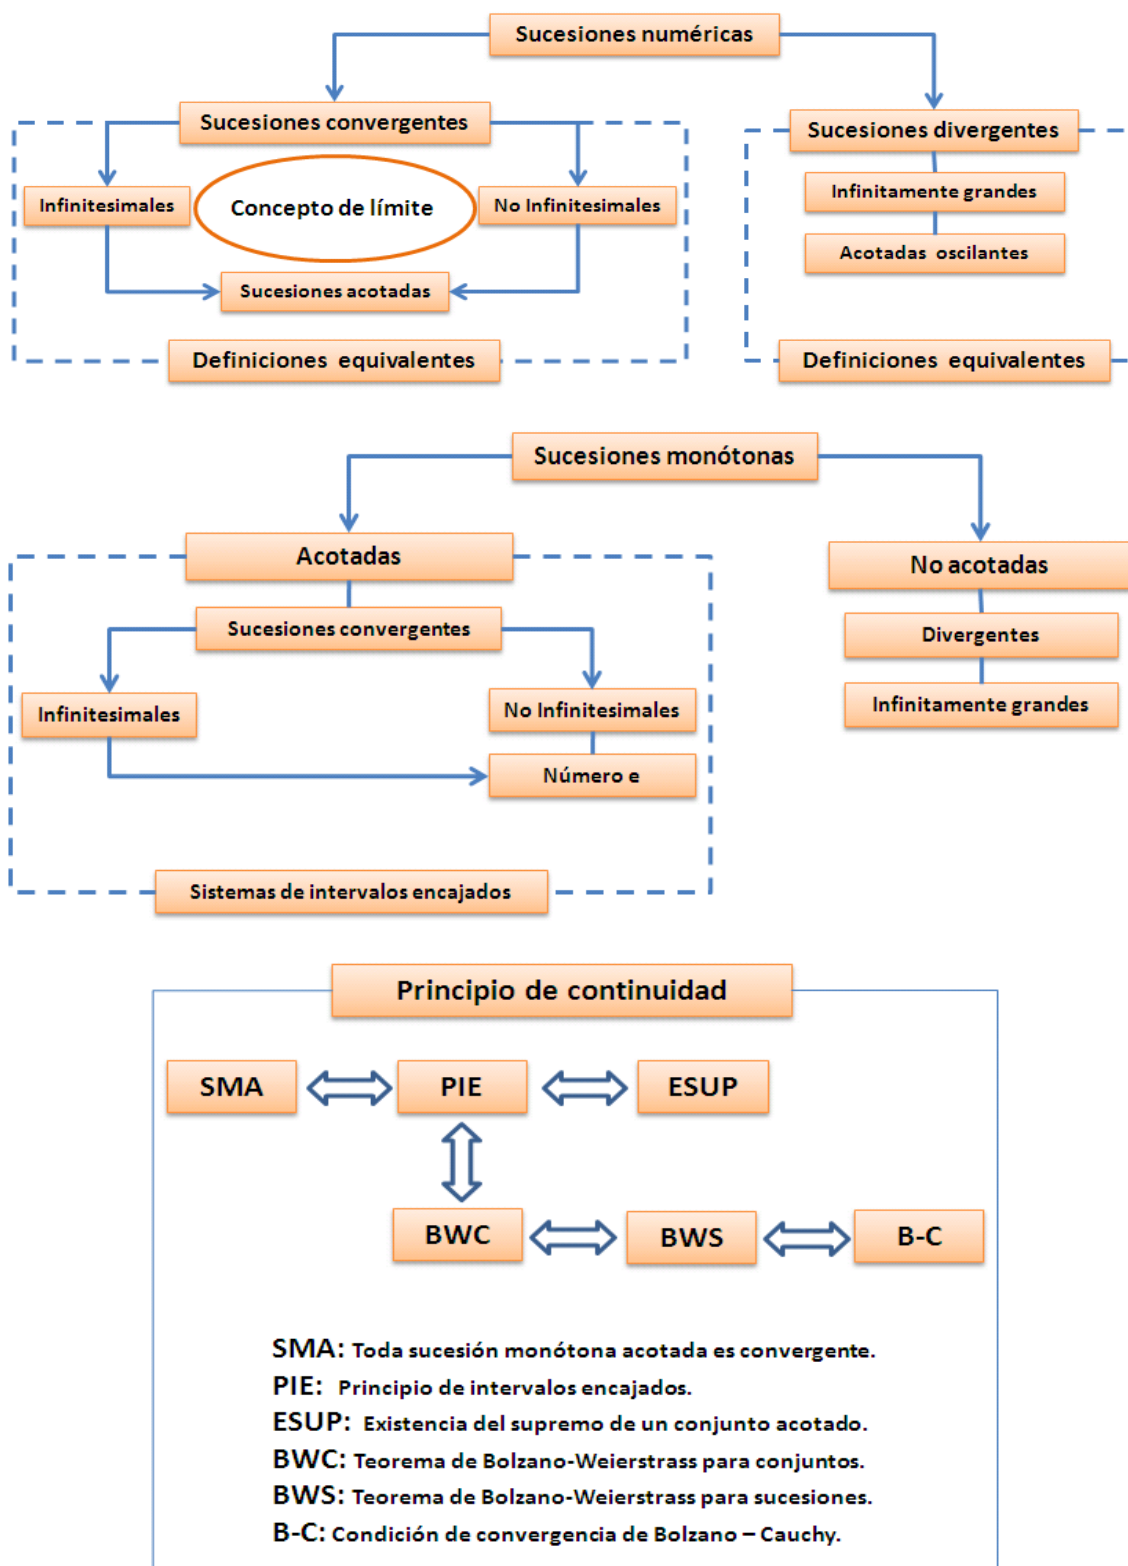 Sucesiones numéricas
Sucesiones convergentes
Sucesiones divergentes
Infinitesimales
Concepto de límite
No Infinitesimales
Infinitamente grandes
Acotadas oscilantes
Sucesiones acotadas
Definiciones equivalentes
Definiciones equivalentes
Sucesiones monótonas
Acotadas
No acotadas
Sucesiones convergentes
Divergentes
Infinitesimales
No Infinitesimales
Infinitamente grandes
Número e
Sistemas de intervalos encajados
Principio de continuidad
SMA
PIE
ESUP
BWC
BWS
B-C
SMA: Toda sucesión monótona acotada es convergente.
PIE: Principio de intervalos encajados.
ESUP: Existencia del supremo de un conjunto acotado.
BWC: Teorema de Bolzano-Weierstrass para conjuntos.
BWS: Teorema de Bolzano-Weierstrass para sucesiones.
B-C: Condición de convergencia de Bolzano – Cauchy.